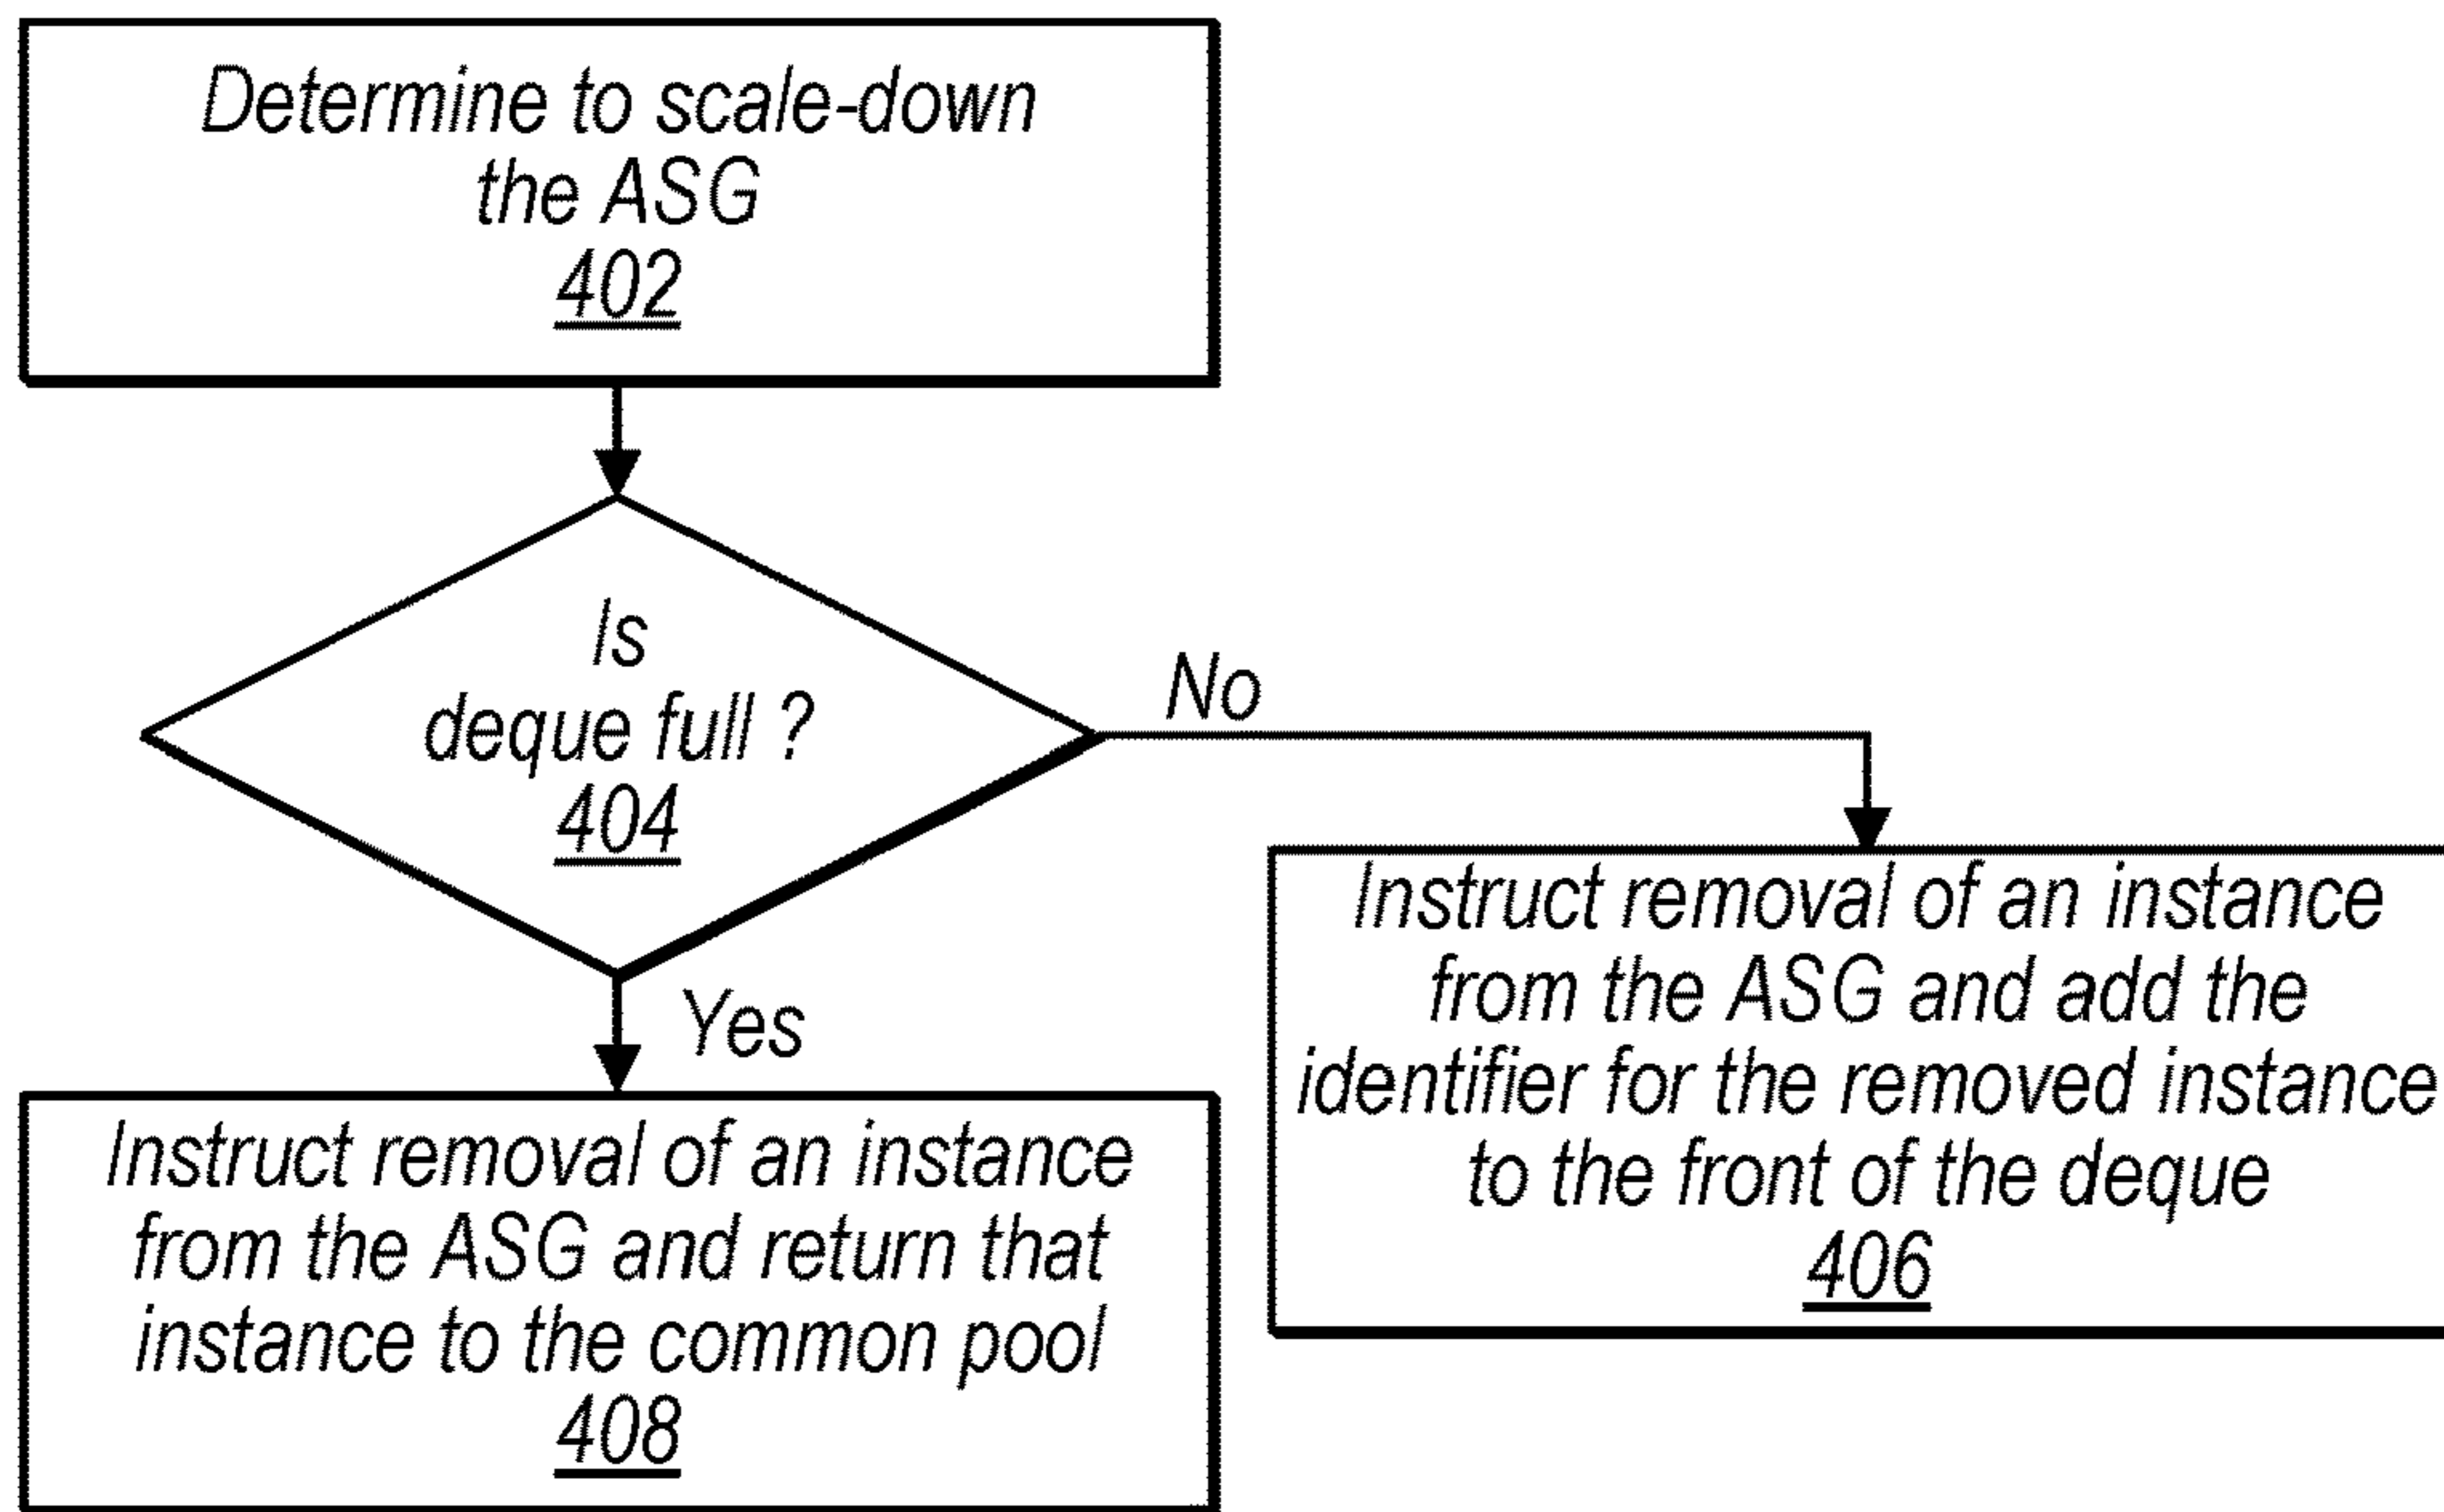 Determine to scale-down
the ASG
402
Is
deque full ?
404
No
Yes
Instruct removal of an instance
from the ASG and add the
identifier for the removed instance
to the front of the deque
406
Instruct removal of an instance
from the ASG and return that
instance to the common pool
408